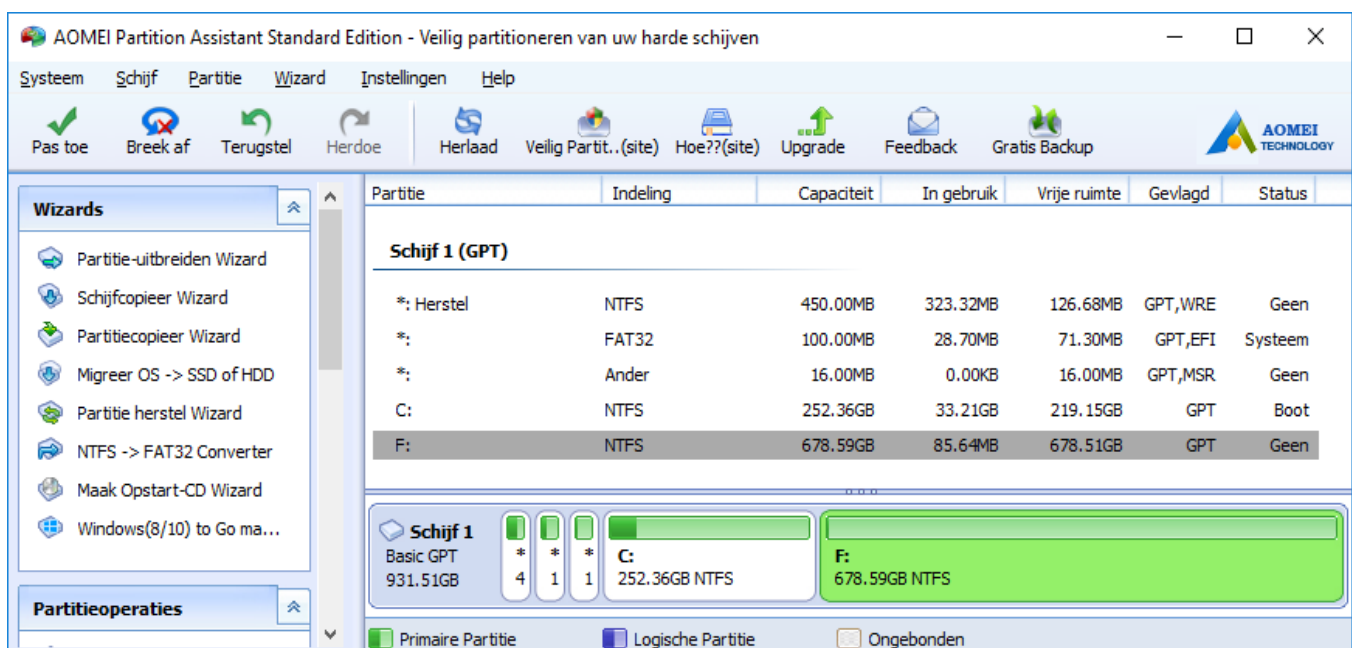 AOMEI Partition Assistant Standard Edition - Veilig partitioneren van uw harde schijven
Systeem Schijf Partitie Wizard Instellingen Help
Pas toe Breek af Terugstel Herdoe Herlaad Veilig Partit..(site) Hoe??(site) Upgrade Feedback Gratis Backup AOMEI TECHNOLOGY
Wizards
Partitie-uitbreiden Wizard
Schijfcopieer Wizard
Partitiecopieer Wizard
Migreer OS -> SSD of HDD
Partitie herstel Wizard
NTFS -> FAT32 Converter
Maak Opstart-CD Wizard
Windows(8/10) to Go ma...
Partitieoperaties
Partitie Indeling Capaciteit In gebruik Vrije ruimte Gevlagd Status
Schijf 1 (GPT)
*: Herstel NTFS 450.00MB 323.32MB 126.68MB GPT,WRE Geen
*: FAT32 100.00MB 28.70MB 71.30MB GPT,EFI Systeem
*: Ander 16.00MB 0.00KB 16.00MB GPT,MSR Geen
C: NTFS 252.36GB 33.21GB 219.15GB GPT Boot
F: NTFS 678.59GB 85.64MB 678.51GB GPT Geen
Schijf 1
Basic GPT * * * C: F:
931.51GB 4 1 1 252.36GB NTFS 678.59GB NTFS
Primaire Partitie Logische Partitie Ongebonden